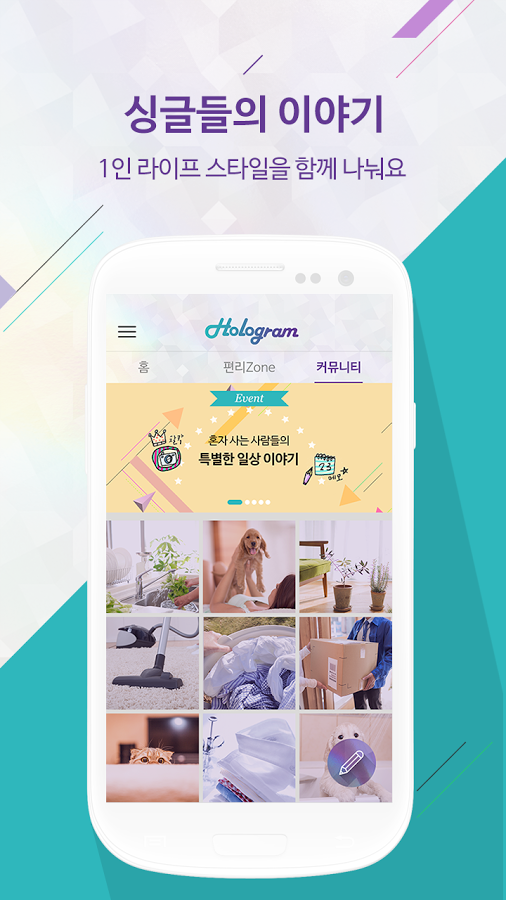 싱글들의 이야기
1인 라이프 스타일을 함께 나눠요
Hologram
홈 편리Zone 커뮤니티
Event
혼자 사는 사람들의
특별한 일상 이야기
찰칵
23
메모